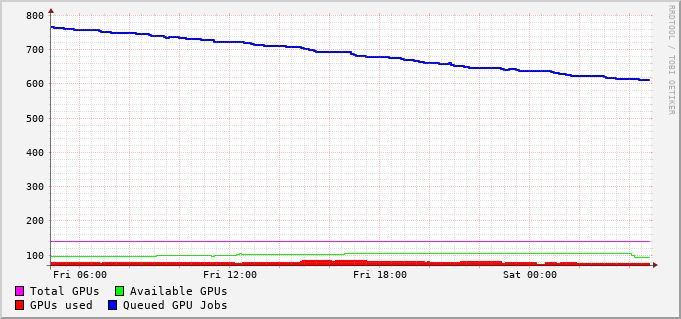 800
700
600
500
400
300
200
100
Fri 06:00 Fri 12:00 Fri 18:00 Sat 00:00
Total GPUs Available GPUs
GPUs used Queued GPU Jobs
RRDTOOL / TOBI OETIKER